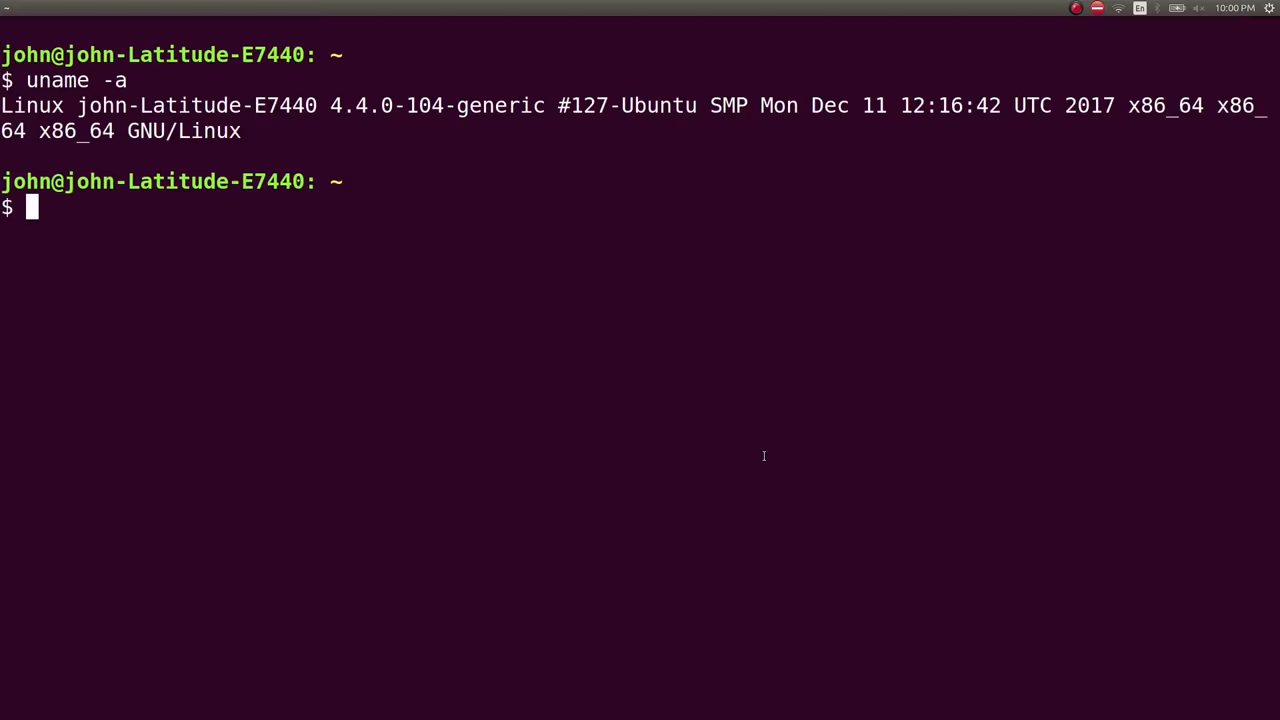 ~ En 10:00 PM
john@john-Latitude-E7440: ~
$ uname -a
Linux john-Latitude-E7440 4.4.0-104-generic #127-Ubuntu SMP Mon Dec 11 12:16:42 UTC 2017 x86_64 x86_
64 x86_64 GNU/Linux
john@john-Latitude-E7440: ~
$